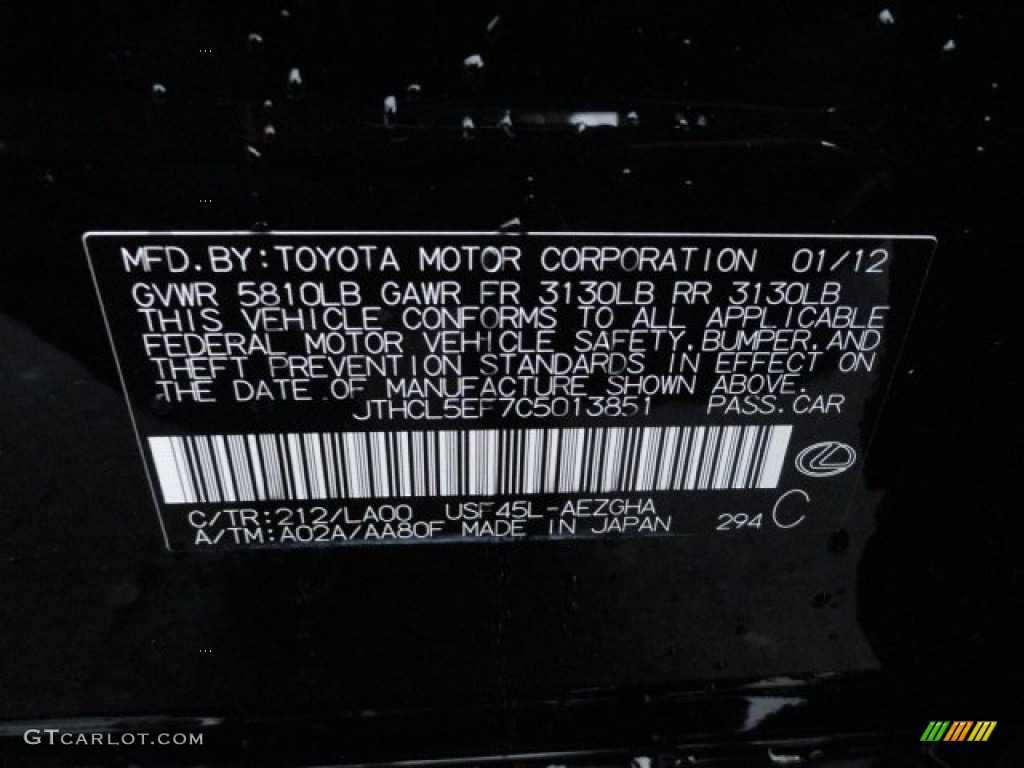 MFD.BY:TOYOTA MOTOR CORPORATION 01/12
GVWR 5810LB GAWR FR 3130LB RR 3130LB
THIS VEHICLE CONFORMS TO ALL APPLICABLE
FEDERAL MOTOR VEHICLE SAFETY,BUMPER,AND
THEFT PREVENTION STANDARDS IN EFFECT ON
THE DATE OF MANUFACTURE SHOWN ABOVE.
JTHCL5EF7C5013851 PASS.CAR
C/TR:212/LA00 USF45L-AEZGHA
A/TM:A02A/AA80F MADE IN JAPAN 294 C
GTCARLOT.COM